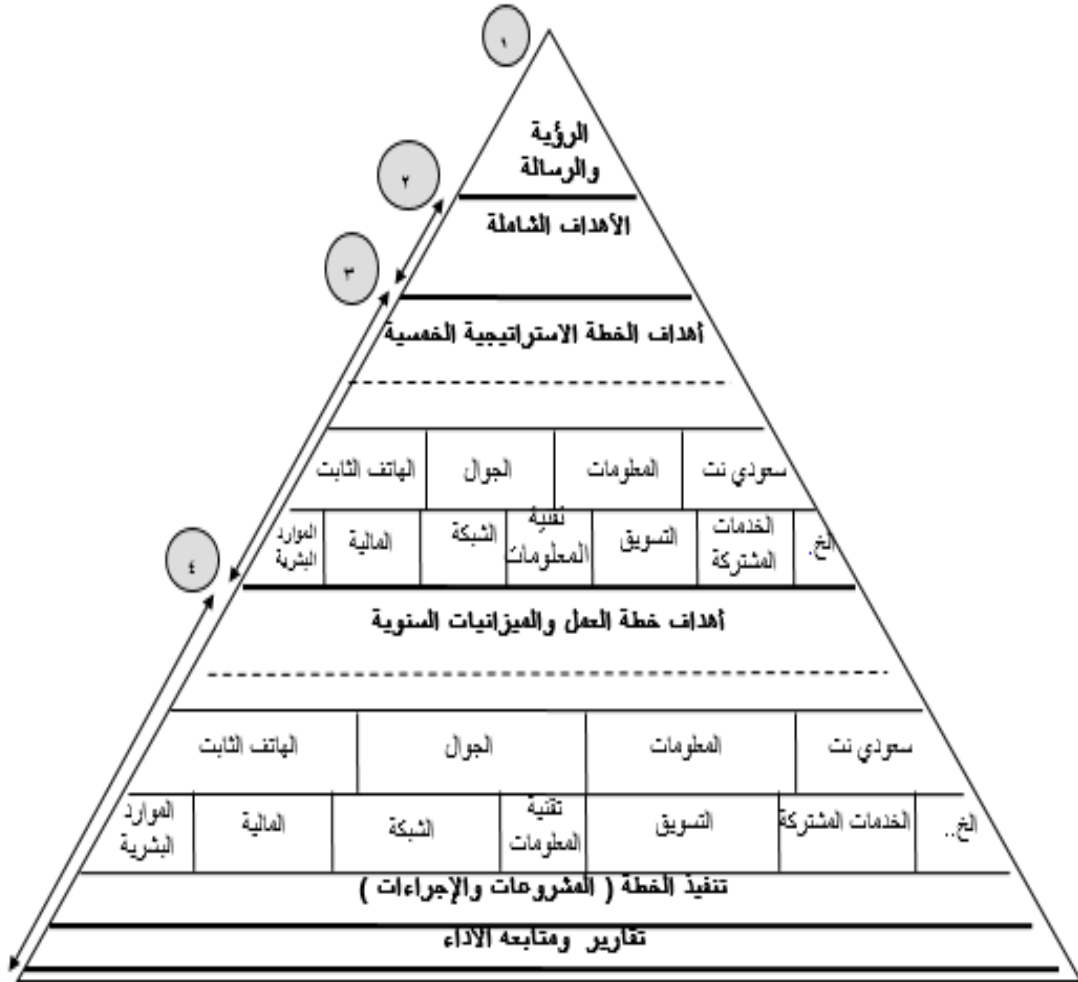 ١
الرؤية
والرسالة
٢
الأهداف الشاملة
٣
أهداف الخطة الاستراتيجية الخمسية
سعودي نت
المعلومات
الجوال
الهاتف الثابت
الخ.
الخدمات
المشتركة
التسويق
تقنية
المعلومات
الشبكة
المالية
الموارد
البشرية
٤
أهداف خطة العمل والميزانيات السنوية
سعودي نت
المعلومات
الجوال
الهاتف الثابت
الخ..
الخدمات المشتركة
التسويق
تقنية
المعلومات
الشبكة
المالية
الموارد
البشرية
تنفيذ الخطة ( المشروعات والإجراءات )
تقارير ومتابعه الاداء